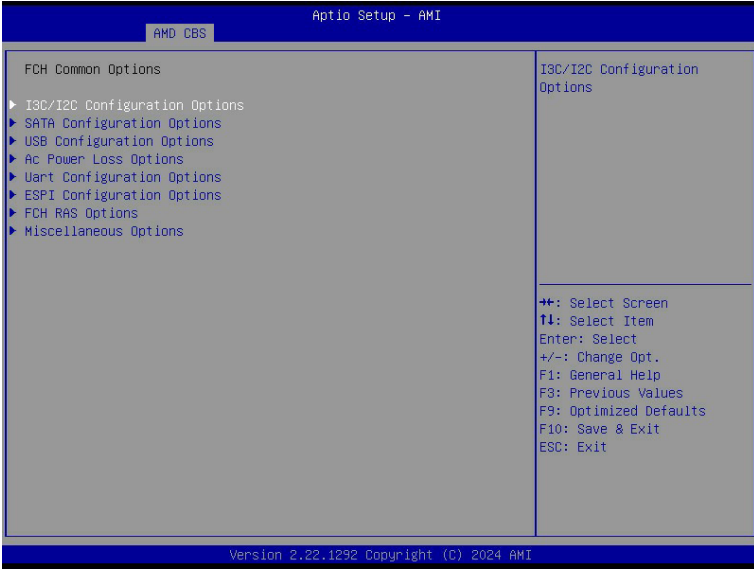 Aptio Setup - AMI
AMD CBS
FCH Common Options
I3C/I2C Configuration Options
SATA Configuration Options
USB Configuration Options
Ac Power Loss Options
Uart Configuration Options
ESPI Configuration Options
FCH RAS Options
Miscellaneous Options
I3C/I2C Configuration
Options
→←: Select Screen
↑↓: Select Item
Enter: Select
+/-: Change Opt.
F1: General Help
F3: Previous Values
F9: Optimized Defaults
F10: Save & Exit
ESC: Exit
Version 2.22.1292 Copyright (C) 2024 AMI